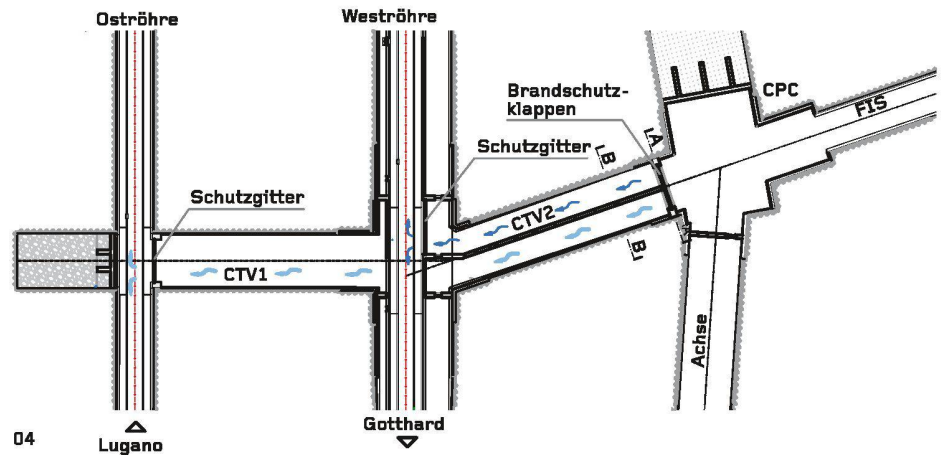 Oströhre
Weströhre
Brandschutz-
klappen
CPC
FIS
Schutzgitter
Schutzgitter
A
B
CTV2
CTV1
B
Achse
04
Lugano
Gotthard